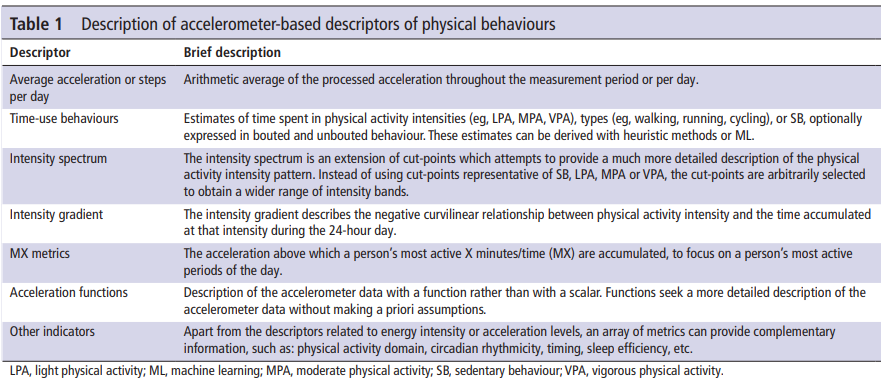 Table 1 Description of accelerometer-based descriptors of physical behaviours
Descriptor Brief description
Average acceleration or steps Arithmetic average of the processed acceleration throughout the measurement period or per day.
per day
Time-use behaviours Estimates of time spent in physical activity intensities (eg, LPA, MPA, VPA), types (eg, walking, running, cycling), or SB, optionally
expressed in bouted and unbouted behaviour. These estimates can be derived with heuristic methods or ML.
Intensity spectrum The intensity spectrum is an extension of cut-points which attempts to provide a much more detailed description of the physical
activity intensity pattern. Instead of using cut-points representative of SB, LPA, MPA or VPA, the cut-points are arbitrarily selected
to obtain a wider range of intensity bands.
Intensity gradient The intensity gradient describes the negative curvilinear relationship between physical activity intensity and the time accumulated
at that intensity during the 24-hour day.
MX metrics The acceleration above which a person's most active X minutes/time (MX) are accumulated, to focus on a person's most active
periods of the day.
Acceleration functions Description of the accelerometer data with a function rather than with a scalar. Functions seek a more detailed description of the
accelerometer data without making a priori assumptions.
Other indicators Apart from the descriptors related to energy intensity or acceleration levels, an array of metrics can provide complementary
information, such as: physical activity domain, circadian rhythmicity, timing, sleep efficiency, etc.
LPA, light physical activity; ML, machine learning; MPA, moderate physical activity; SB, sedentary behaviour; VPA, vigorous physical activity.